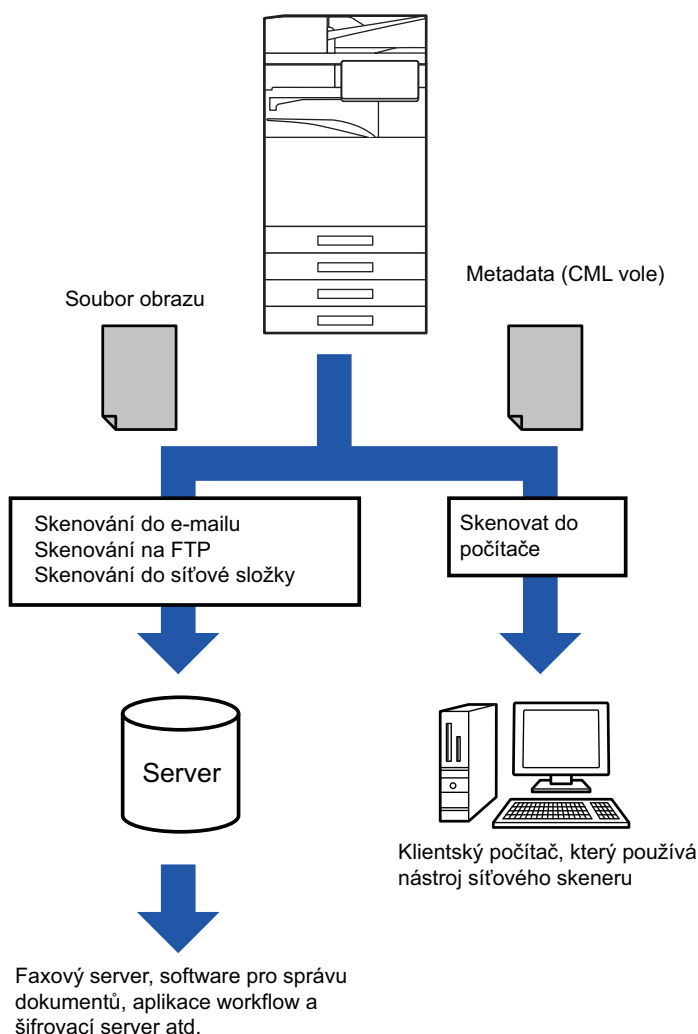 Soubor obrazu
Metadata (CML vole)
Skenování do e-mailu
Skenování na FTP
Skenování do síťové složky
Skenovat do
počítače
Server
Klientský počítač, který používá
nástroj síťového skeneru
Faxový server, software pro správu
dokumentů, aplikace workflow a
šifrovací server atd.